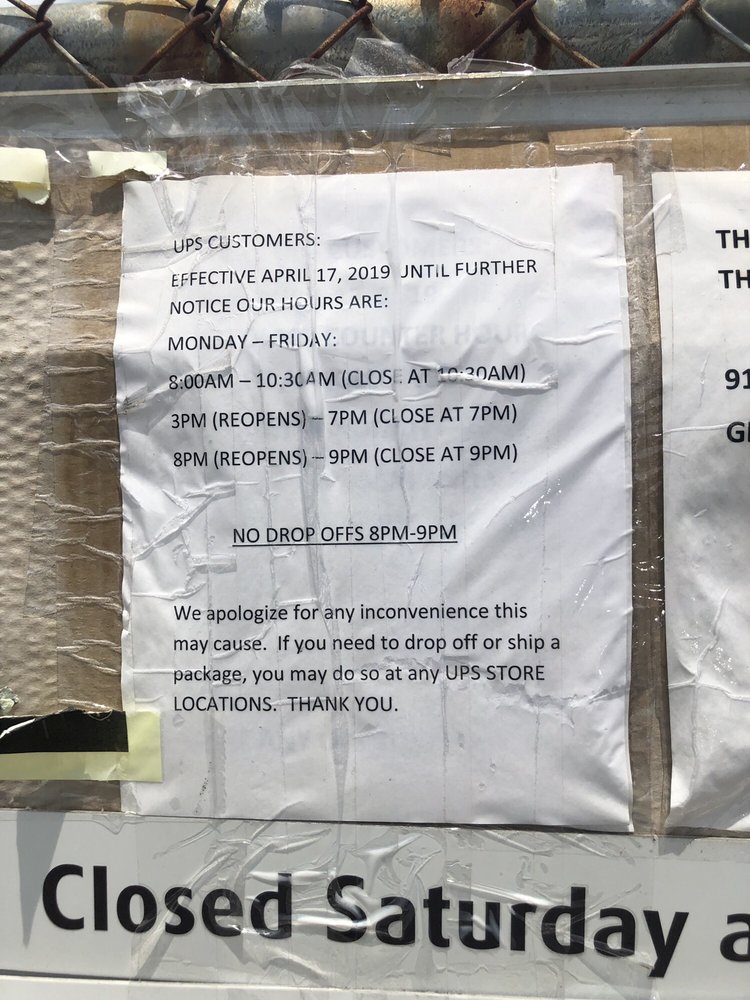 UPS CUSTOMERS:
EFFECTIVE APRIL 17, 2019 UNTIL FURTHER
NOTICE OUR HOURS ARE:
MONDAY – FRIDAY:
8:00AM – 10:30AM (CLOSE AT 10:30AM)
3PM (REOPENS) – 7PM (CLOSE AT 7PM)
8PM (REOPENS) – 9PM (CLOSE AT 9PM)
NO DROP OFFS 8PM-9PM
We apologize for any inconvenience this
may cause. If you need to drop off or ship a
package, you may do so at any UPS STORE
LOCATIONS. THANK YOU.
TH
TH
91
Closed Saturday a